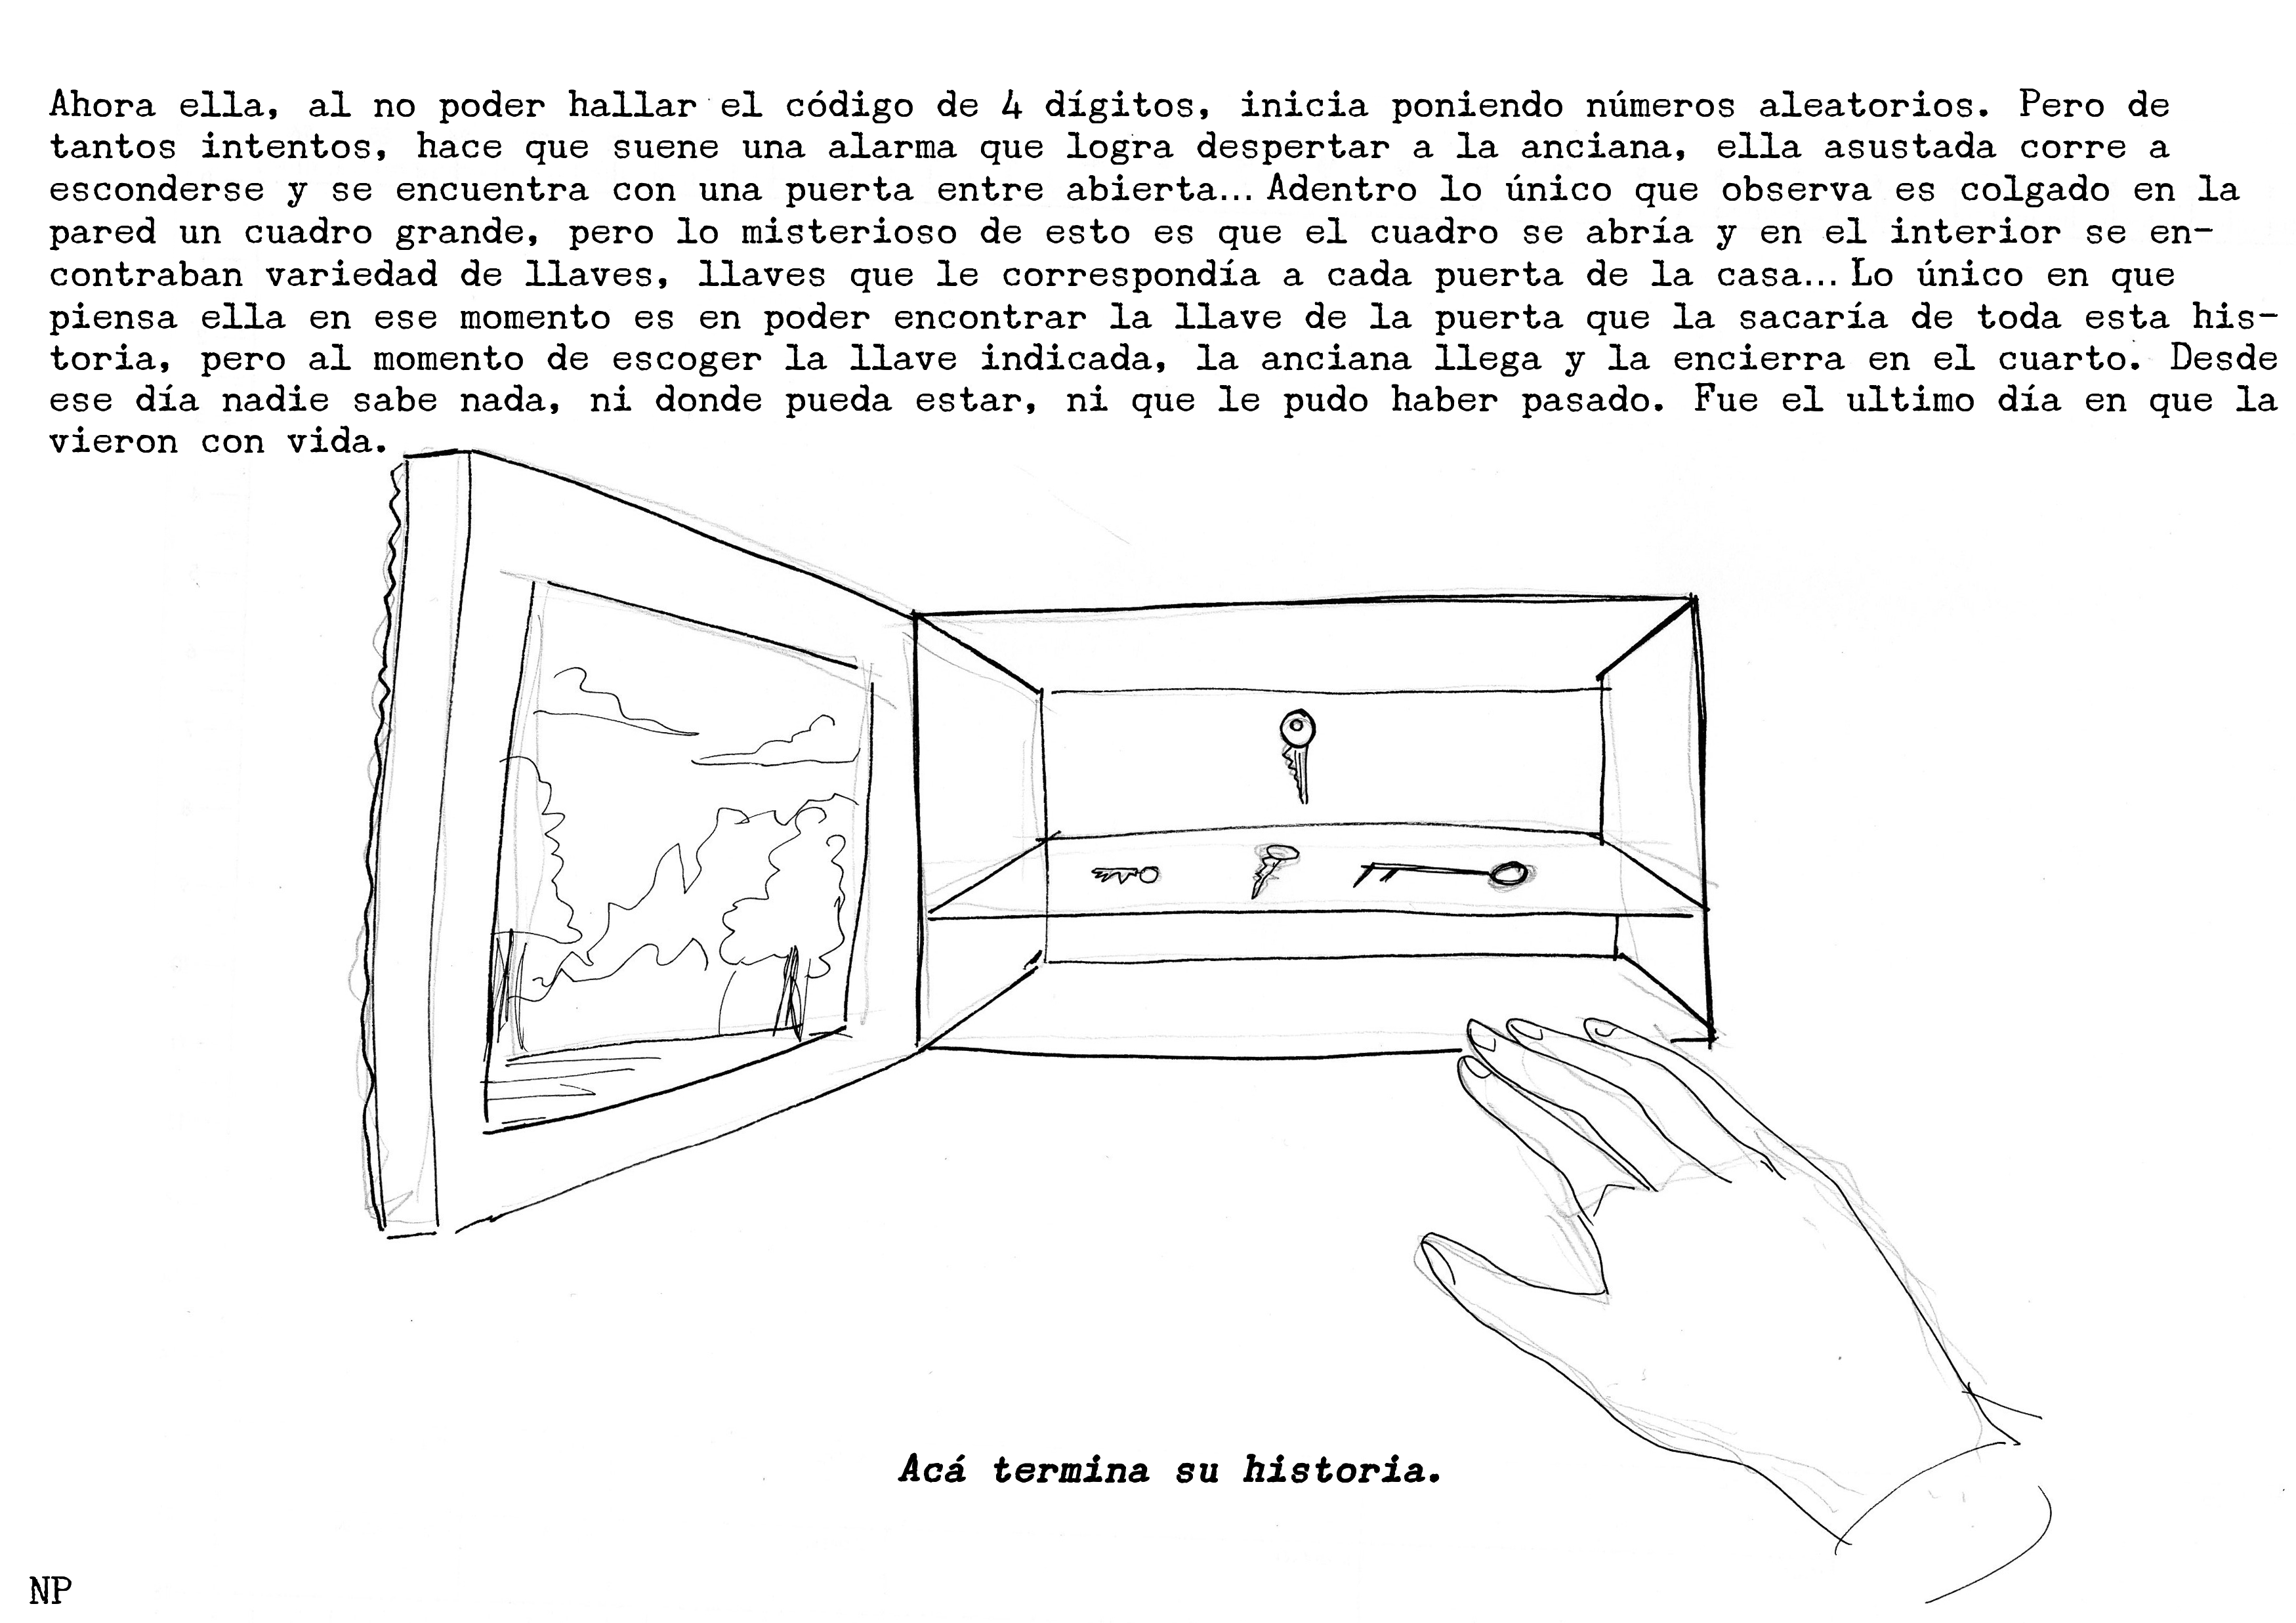 Ahora ella, al no poder hallar el código de 4 dígitos, inicia poniendo números aleatorios. Pero de
tantos intentos, hace que suene una alarma que logra despertar a la anciana, ella asustada corre a
esconderse y se encuentra con una puerta entre abierta... Adentro lo único que observa es colgado en la
pared un cuadro grande, pero lo misterioso de esto es que el cuadro se abría y en el interior se en-
contraban variedad de llaves, llaves que le correspondía a cada puerta de la casa... Lo único en que
piensa ella en ese momento es en poder encontrar la llave de la puerta que la sacaría de toda esta his-
toria, pero al momento de escoger la llave indicada, la anciana llega y la encierra en el cuarto. Desde
ese día nadie sabe nada, ni donde pueda estar, ni que le pudo haber pasado. Fue el ultimo día en que la
vieron con vida.
Acá termina su historia.
NP